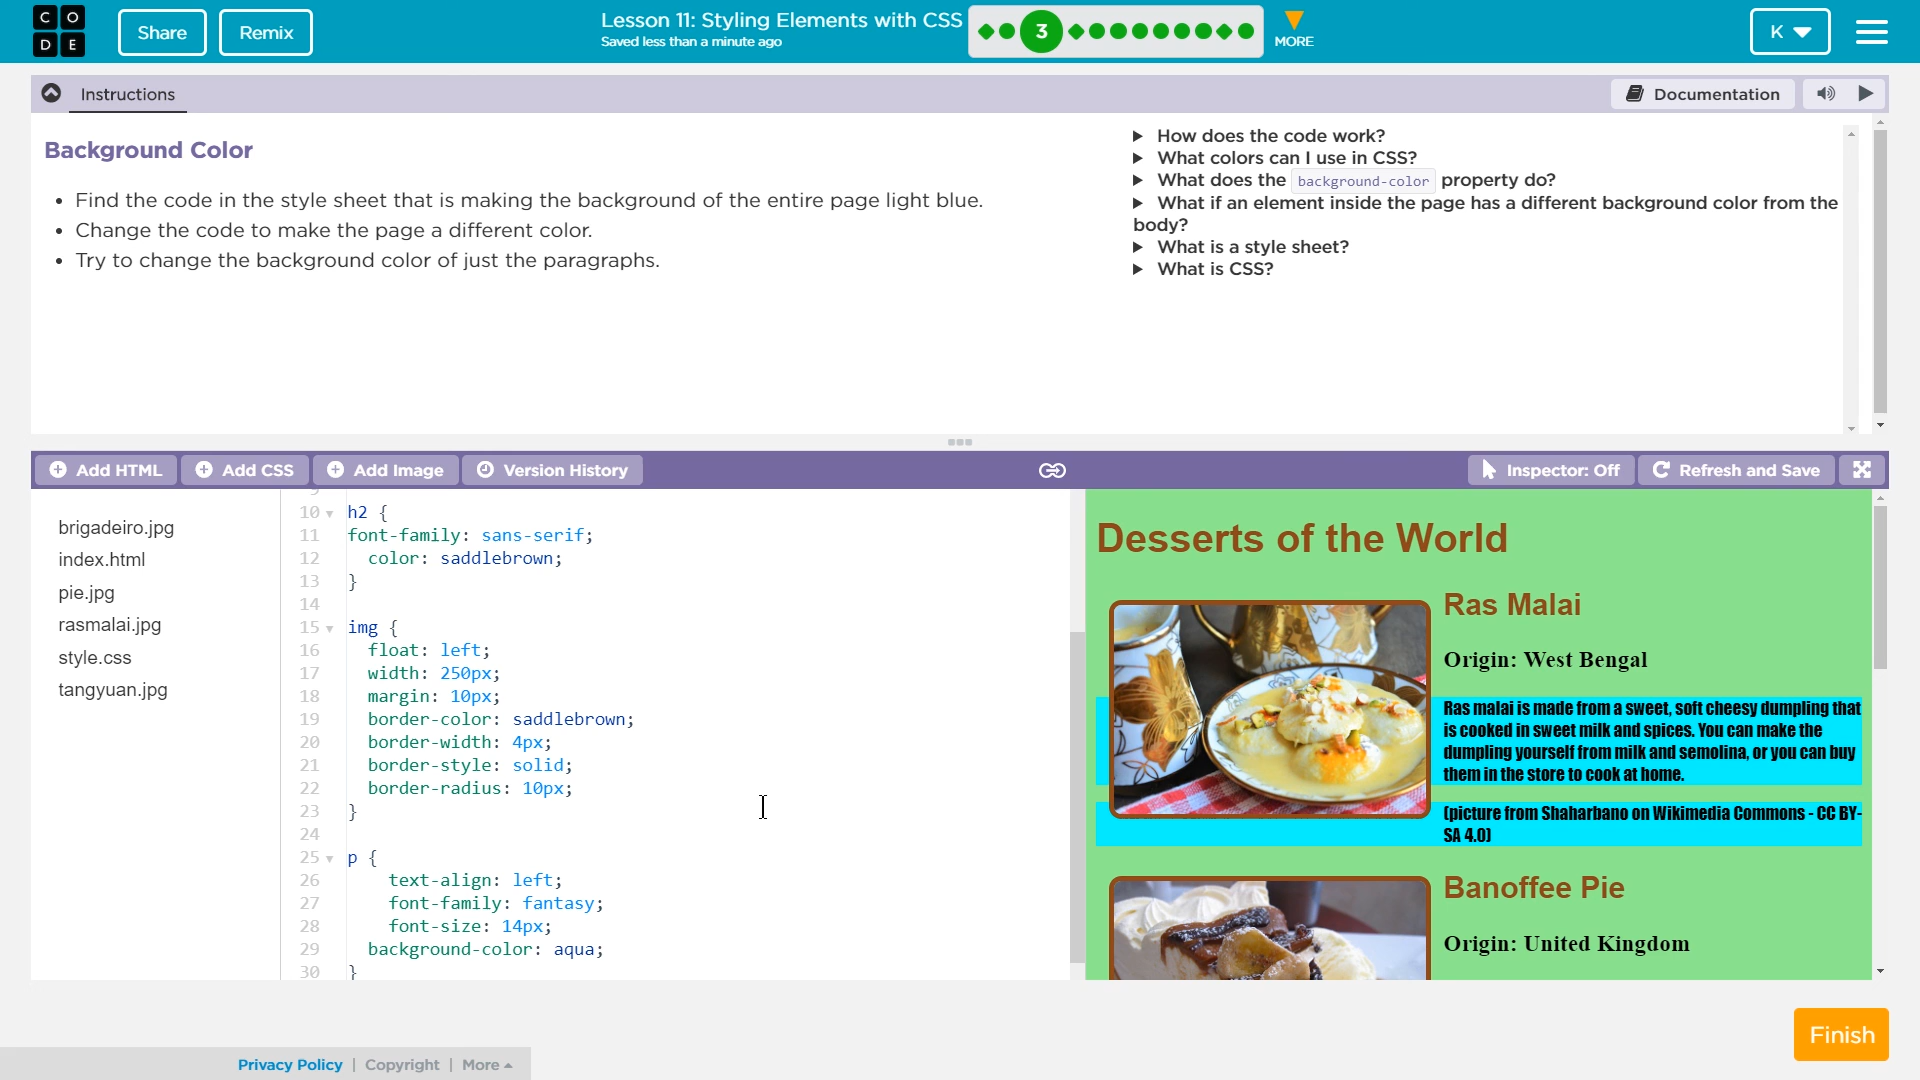 CODE
Share
Remix
Lesson 11: Styling Elements with CSS
Saved less than a minute ago
3
MORE
K
Instructions
Documentation
Background Color
• Find the code in the style sheet that is making the background of the entire page light blue.
• Change the code to make the page a different color.
• Try to change the background color of just the paragraphs.
How does the code work?
What colors can I use in CSS?
What does the background-color property do?
What if an element inside the page has a different background color from the
body?
What is a style sheet?
What is CSS?
Add HTML
Add CSS
Add Image
Version History
Inspector: Off
Refresh and Save
brigadeiro.jpg
index.html
pie.jpg
rasmalai.jpg
style.css
tangyuan.jpg
9
10 h2 {
11 font-family: sans-serif;
12 color: saddlebrown;
13 }
14
15 img {
16 float: left;
17 width: 250px;
18 margin: 10px;
19 border-color: saddlebrown;
20 border-width: 4px;
21 border-style: solid;
22 border-radius: 10px;
23 }
24
25 p {
26 text-align: left;
27 font-family: fantasy;
28 font-size: 14px;
29 background-color: aqua;
30 }
Desserts of the World
Ras Malai
Origin: West Bengal
Ras malai is made from a sweet, soft cheesy dumpling that
is cooked in sweet milk and spices. You can make the
dumpling yourself from milk and semolina, or you can buy
them in the store to cook at home.
(picture from Shaharbano on Wikimedia Commons - CC BY-
SA 4.0)
Banoffee Pie
Origin: United Kingdom
Finish
Privacy Policy | Copyright | More